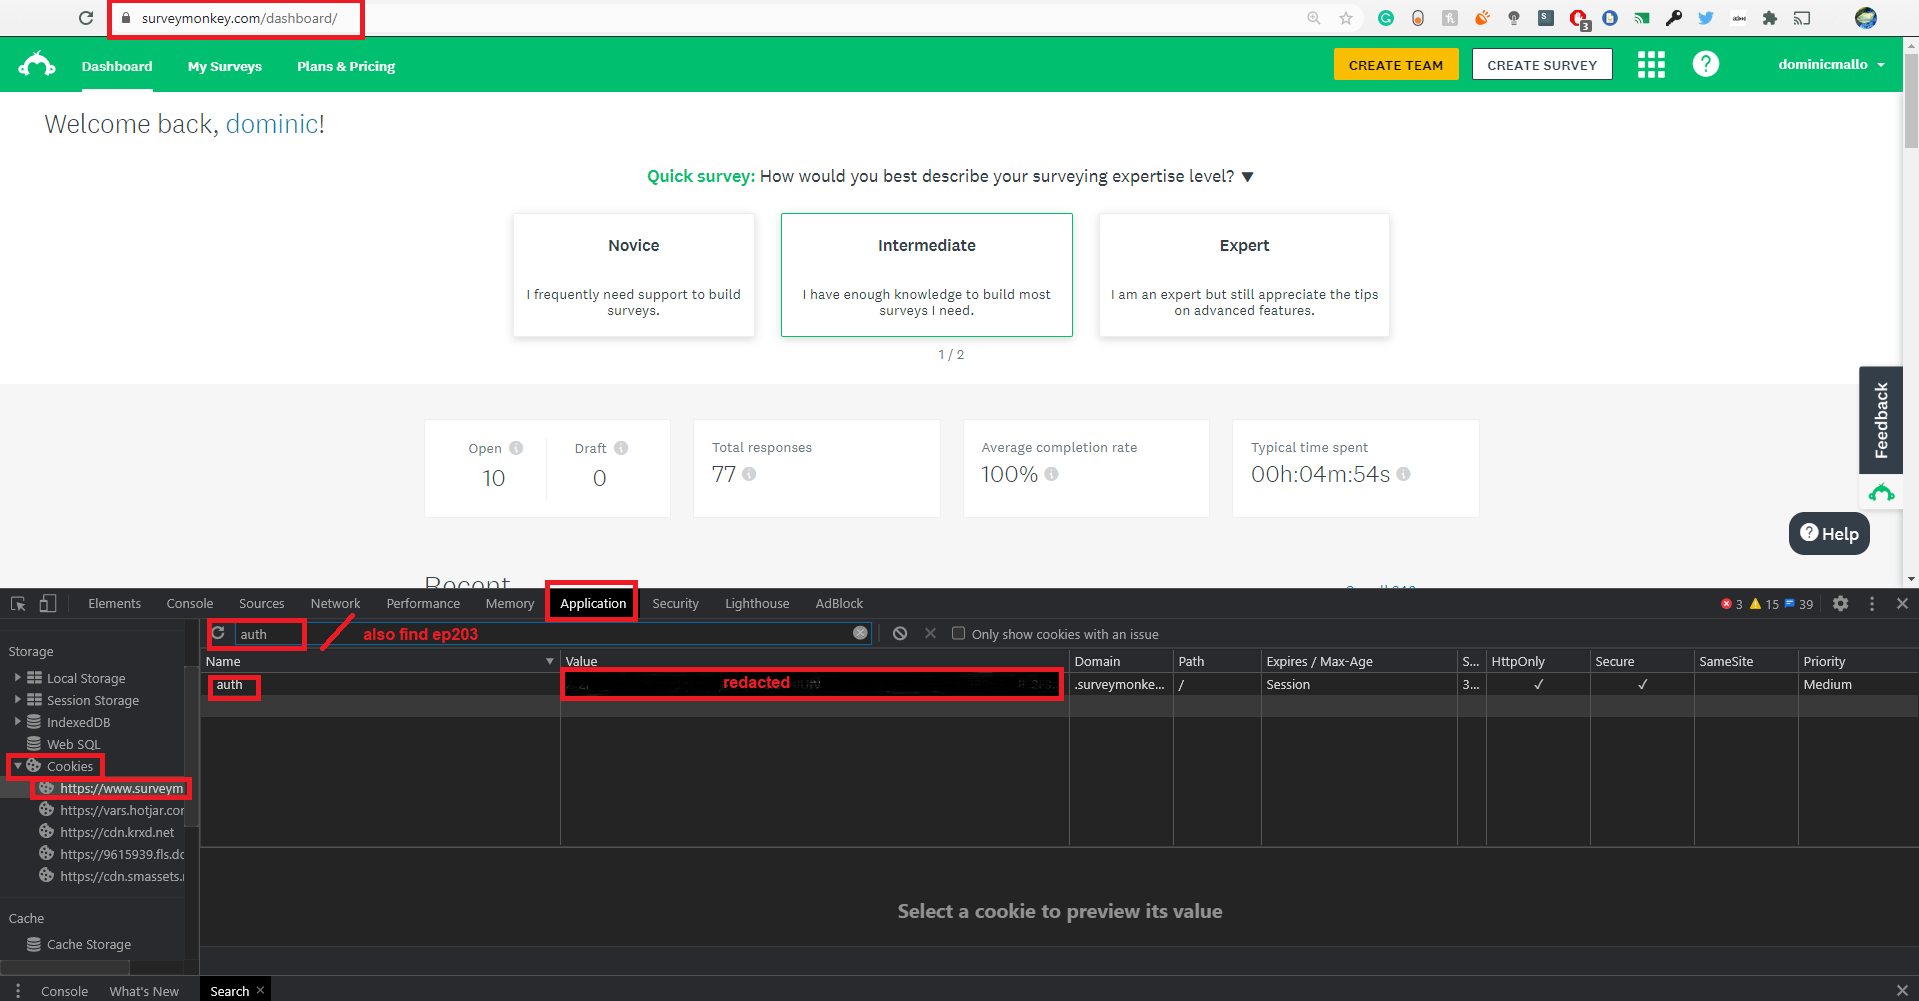 surveymonkey.com/dashboard/
3
Dashboard
My Surveys
Plans & Pricing
CREATE TEAM
CREATE SURVEY
?
dominicmallo
Welcome back, dominic!
Quick survey: How would you best describe your surveying expertise level? ▼
Novice
I frequently need support to build
surveys.
Intermediate
I have enough knowledge to build most
surveys I need.
Expert
I am an expert but still appreciate the tips
on advanced features.
1 / 2
Feedback
Open
10
Draft
0
Total responses
77
Average completion rate
100%
Typical time spent
00h:04m:54s
? Help
Recent
Elements
Console
Sources
Network
Performance
Memory
Application
Security
Lighthouse
AdBlock
3
15
39
auth
also find ep203
Only show cookies with an issue
Storage
Local Storage
Session Storage
IndexedDB
Web SQL
Cookies
https://www.surveym
https://vars.hotjar.cor
https://cdn.krxd.net
https://9615939.fls.dc
https://cdn.smassets.r
Cache
Cache Storage
Name
Value
Domain
Path
Expires / Max-Age
S...
HttpOnly
Secure
SameSite
Priority
auth
redacted
.surveymonke...
/
Session
3...
✓
✓
Medium
Select a cookie to preview its value
Console
What's New
Search